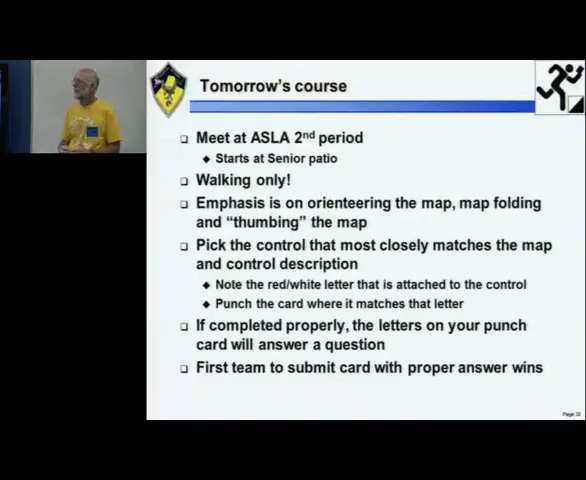 Tomorrow's course
Meet at ASLA 2nd period
Starts at Senior patio
Walking only!
Emphasis is on orienteering the map, map folding
and "thumbing" the map
Pick the control that most closely matches the map
and control description
Note the red/white letter that is attached to the control
Punch the card where it matches that letter
If completed properly, the letters on your punch
card will answer a question
First team to submit card with proper answer wins
Page 32